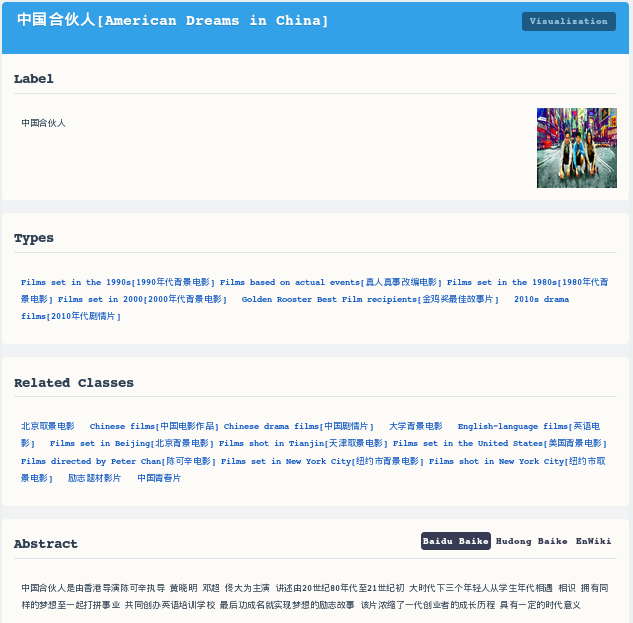 中国合伙人[American Dreams in China]
Visualization
Label
中国合伙人
Types
Films set in the 1990s[1990年代背景电影] Films based on actual events[真人真事改编电影] Films set in the 1980s[1980年代背
景电影] Films set in 2000[2000年代背景电影] Golden Rooster Best Film recipients[金鸡奖最佳故事片] 2010s drama
films[2010年代剧情片]
Related Classes
北京取景电影 Chinese films[中国电影作品] Chinese drama films[中国剧情片] 大学背景电影 English-language films[英语电
影] Films set in Beijing[北京背景电影] Films shot in Tianjin[天津取景电影] Films set in the United States[美国背景电影]
Films directed by Peter Chan[陈可辛电影] Films set in New York City[纽约市背景电影] Films shot in New York City[纽约市取
景电影] 励志题材影片 中国青春片
Abstract
Baidu Baike Hudong Baike EnWiki
中国合伙人是由香港导演陈可辛执导 黄晓明 邓超 佟大为主演 讲述由20世纪80年代至21世纪初 大时代下三个年轻人从学生年代相遇 相识 拥有同
样的梦想至一起打拼事业 共同创办英语培训学校 最后功成名就实现梦想的励志故事 该片浓缩了一代创业者的成长历程 具有一定的时代意义